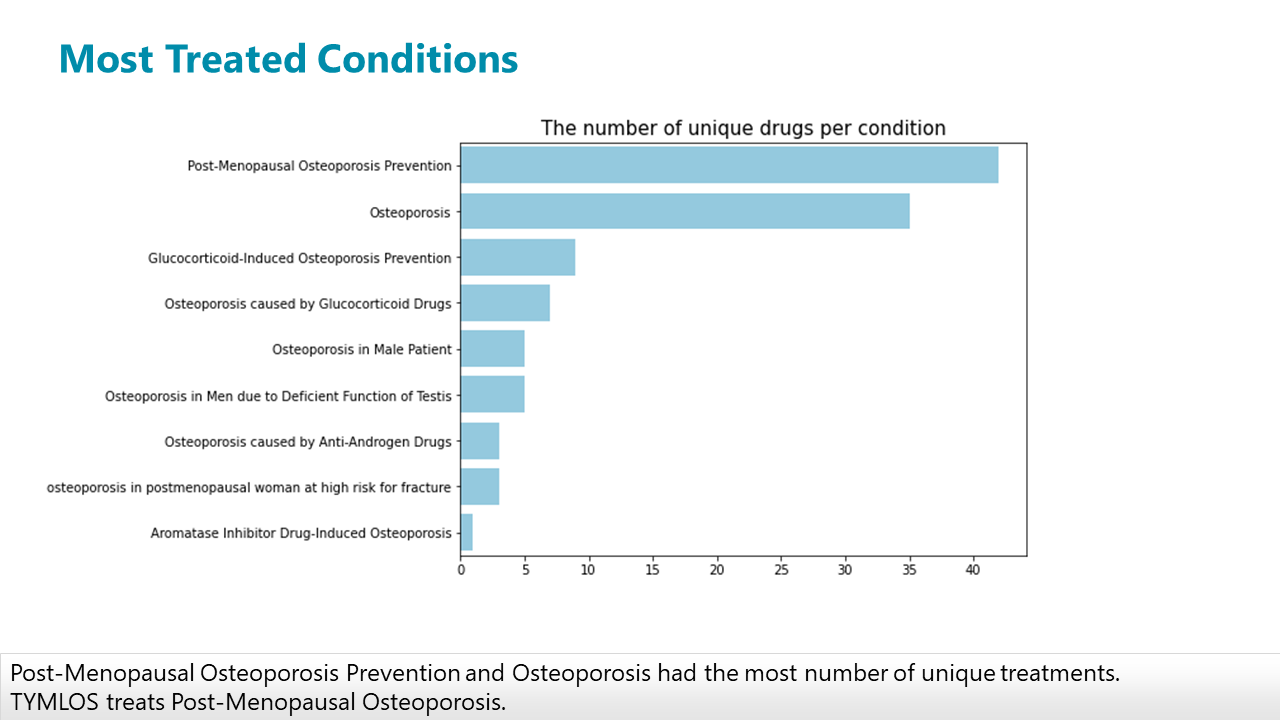 Most Treated Conditions
The number of unique drugs per condition
Post-Menopausal Osteoporosis Prevention
Osteoporosis
Glucocorticoid-Induced Osteoporosis Prevention
Osteoporosis caused by Glucocorticoid Drugs
Osteoporosis in Male Patient
Osteoporosis in Men due to Deficient Function of Testis
Osteoporosis caused by Anti-Androgen Drugs
osteoporosis in postmenopausal woman at high risk for fracture
Aromatase Inhibitor Drug-Induced Osteoporosis
0 5 10 15 20 25 30 35 40
Post-Menopausal Osteoporosis Prevention and Osteoporosis had the most number of unique treatments.
TYMLOS treats Post-Menopausal Osteoporosis.